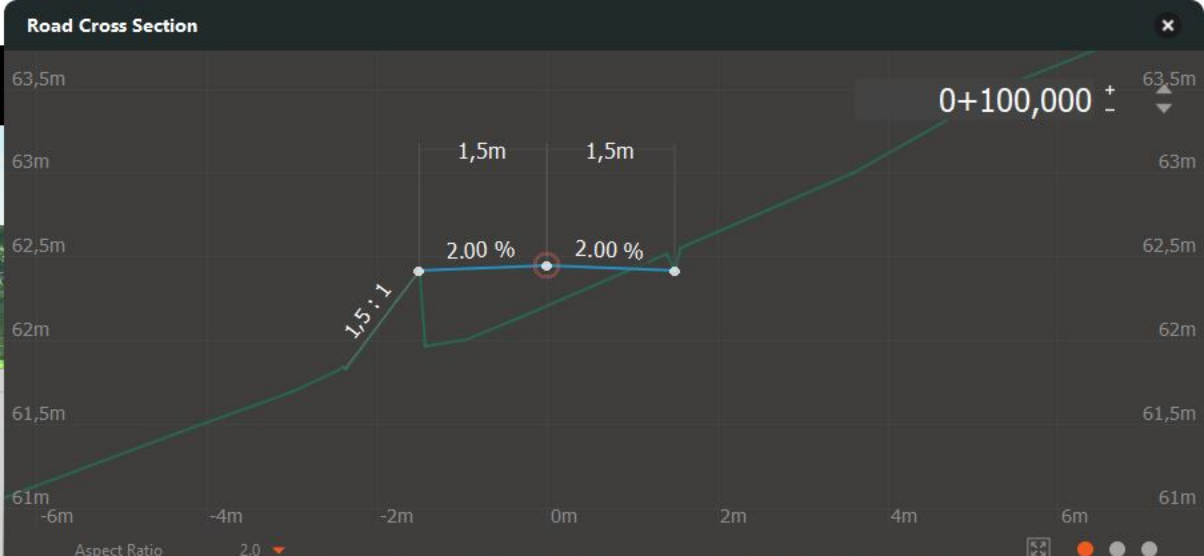 Road Cross Section
63,5m 63,5m
0+100,000 + −
1,5m 1,5m
63m 63m
2.00 % 2.00 %
62,5m 62,5m
1,5 : 1
62m 62m
61,5m 61,5m
61m 61m
-6m -4m -2m 0m 2m 4m 6m
Aspect Ratio 2.0